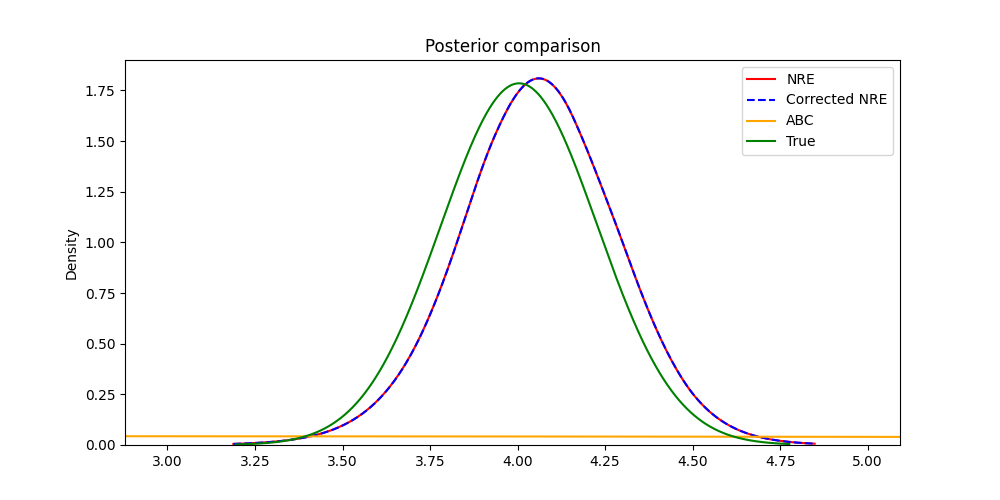 Posterior comparison
NRE
Corrected NRE
ABC
True
Density
1.75
1.50
1.25
1.00
0.75
0.50
0.25
0.00
3.00 3.25 3.50 3.75 4.00 4.25 4.50 4.75 5.00